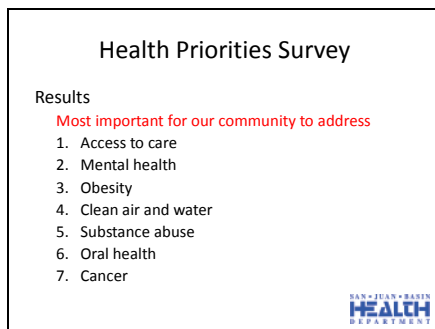 Health Priorities Survey
Results
Most important for our community to address
1. Access to care
2. Mental health
3. Obesity
4. Clean air and water
5. Substance abuse
6. Oral health
7. Cancer
SAN•JUAN•BASIN
HEALTH
DEPARTMENT